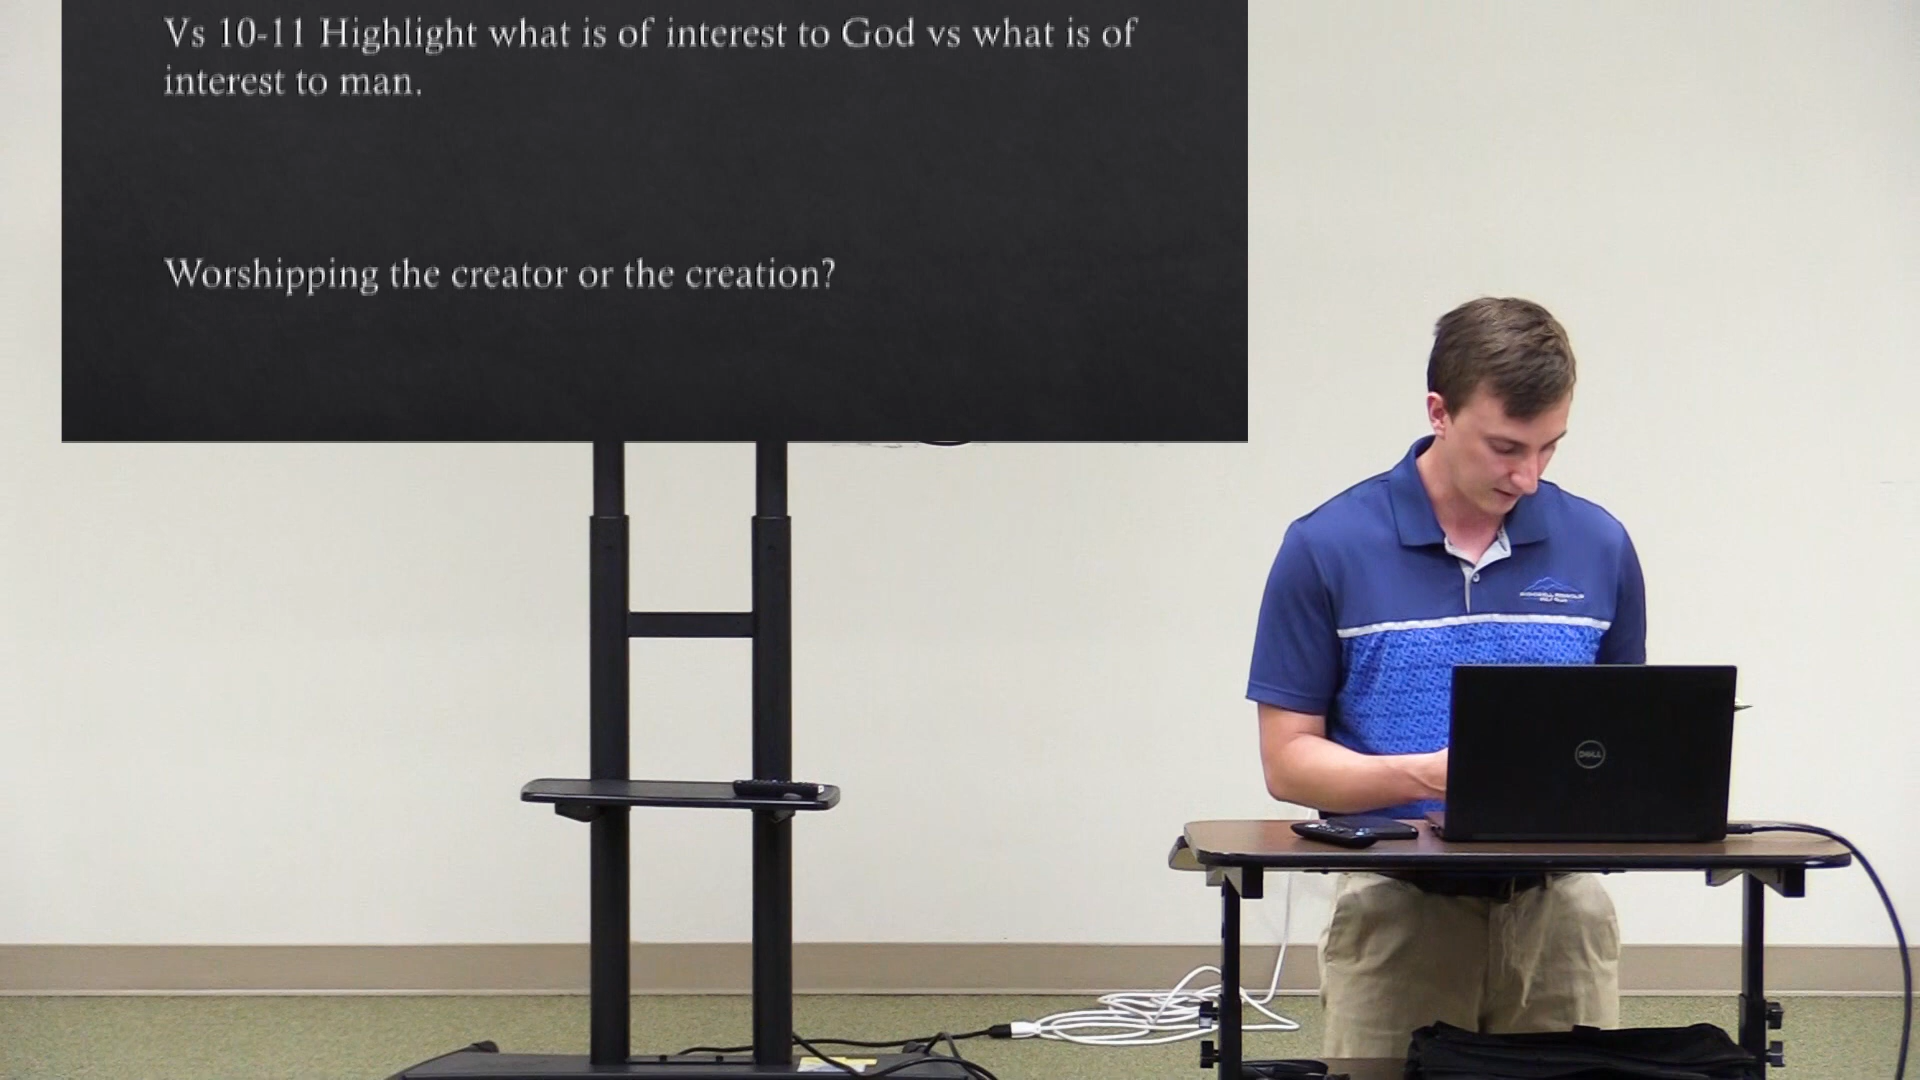 Vs 10-11 Highlight what is of interest to God vs what is of
interest to man.
Worshipping the creator or the creation?
DELL